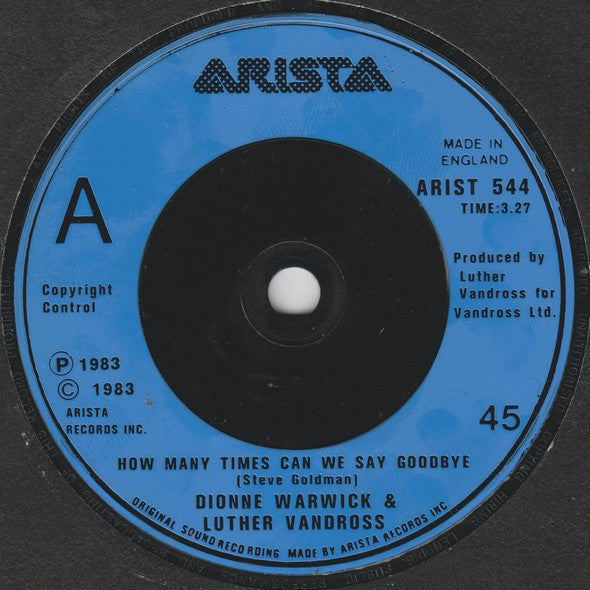 ARISTA
MADE IN
ENGLAND
ARIST 544
TIME:3.27
A
Produced by
Luther
Vandross for
Vandross Ltd.
Copyright
Control
Ⓟ 1983
© 1983
ARISTA
RECORDS INC.
45
HOW MANY TIMES CAN WE SAY GOODBYE
(Steve Goldman)
DIONNE WARWICK &
LUTHER VANDROSS
ORIGINAL SOUND RECORDING MADE BY ARISTA RECORDS INC